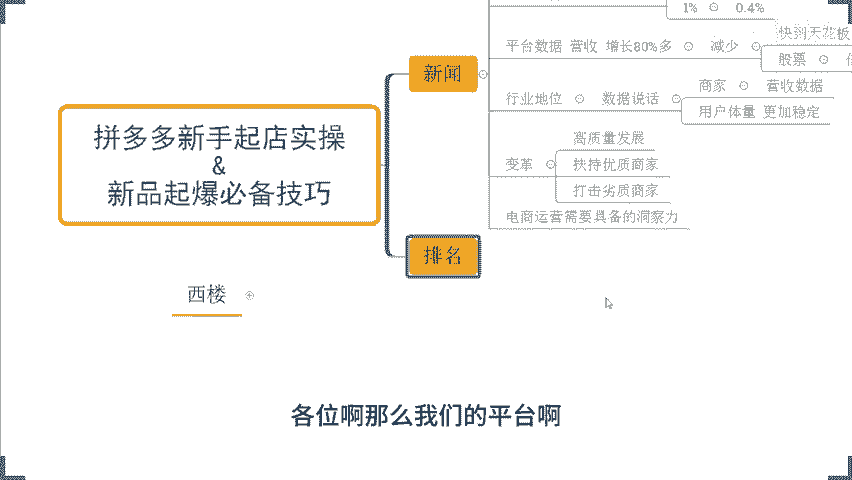 1% 0.4%
平台数据 营收 增长80%多 减少
股票
新闻
商家 营收数据
行业地位 数据说话
用户体量 更加稳定
拼多多新手起店实操
&
新品起爆必备技巧
高质量发展
变革 扶持优质商家
打击劣质商家
电商运营需要具备的洞察力
排名
西楼
各位啊那么我们的平台啊